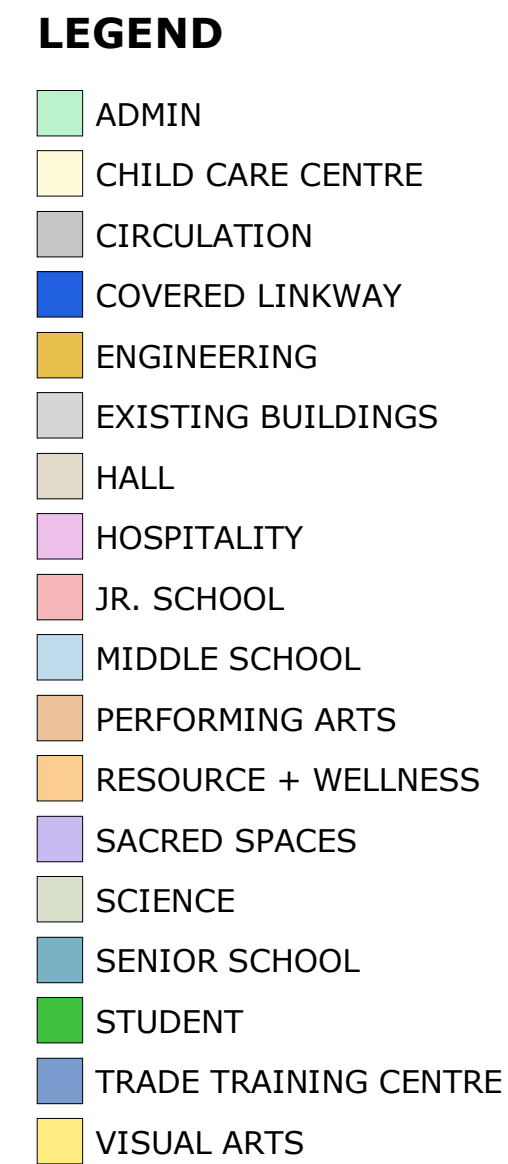 LEGEND
ADMIN
CHILD CARE CENTRE
CIRCULATION
COVERED LINKWAY
ENGINEERING
EXISTING BUILDINGS
HALL
HOSPITALITY
JR. SCHOOL
MIDDLE SCHOOL
PERFORMING ARTS
RESOURCE + WELLNESS
SACRED SPACES
SCIENCE
SENIOR SCHOOL
STUDENT
TRADE TRAINING CENTRE
VISUAL ARTS